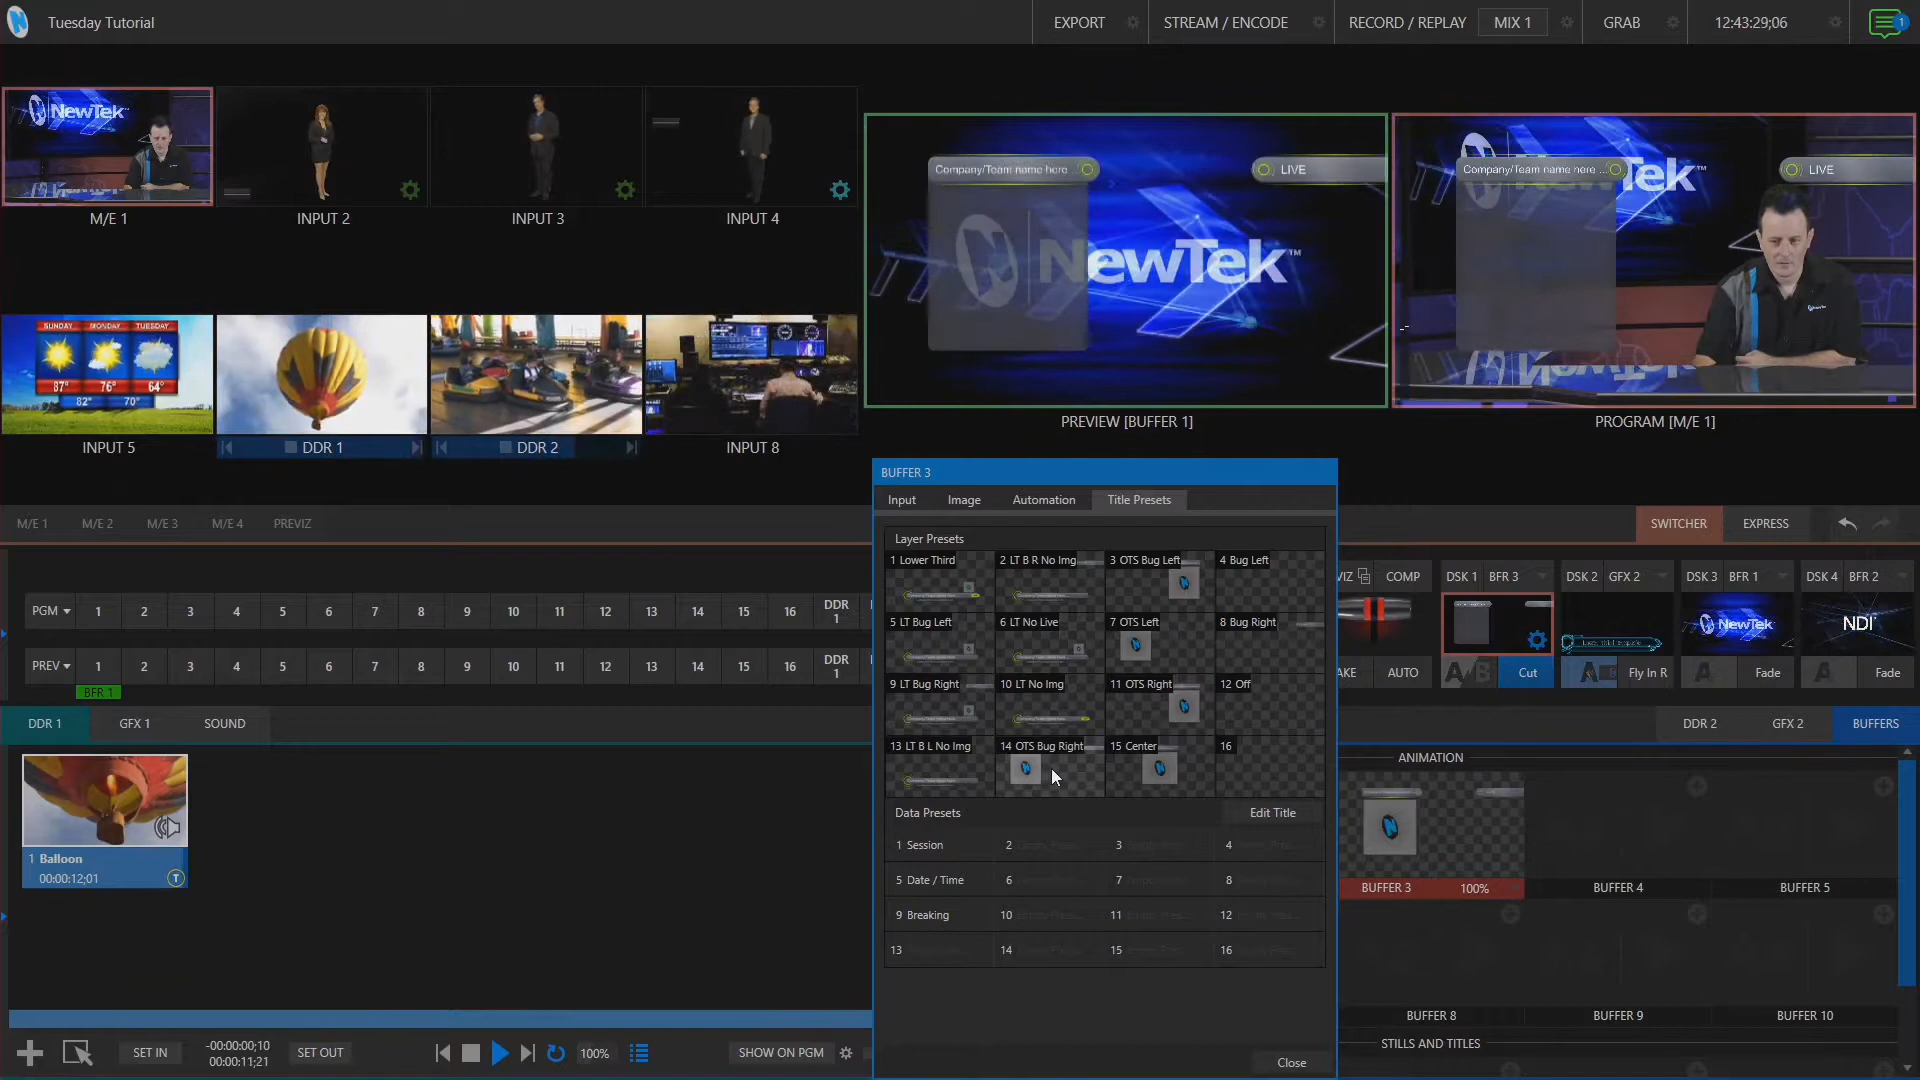 Tuesday Tutorial
EXPORT
STREAM / ENCODE
RECORD / REPLAY
MIX 1
GRAB
12:43:29;06
1
NewTek
M/E 1
INPUT 2
INPUT 3
INPUT 4
SUNDAY MONDAY TUESDAY
87° 76° 64°
82° 70°
INPUT 5
DDR 1
DDR 2
INPUT 8
Company/Team name here
LIVE
NewTek™
PREVIEW [BUFFER 1]
Company/Team name here ...
LIVE
Tek™
PROGRAM [M/E 1]
M/E 1
M/E 2
M/E 3
M/E 4
PREVIZ
SWITCHER
EXPRESS
PGM 1 2 3 4 5 6 7 8 9 10 11 12 13 14 15 16 DDR 1
PREV 1 2 3 4 5 6 7 8 9 10 11 12 13 14 15 16 DDR 1
BFR 1
BUFFER 3
Input
Image
Automation
Title Presets
Layer Presets
1 Lower Third
2 LT B R No Img
3 OTS Bug Left
4 Bug Left
5 LT Bug Left
6 LT No Live
7 OTS Left
8 Bug Right
9 LT Bug Right
10 LT No Img
11 OTS Right
12 Off
13 LT B L No Img
14 OTS Bug Right
15 Center
16
Data Presets
Edit Title
1 Session
2
3
4
5 Date / Time
6
7
8
9 Breaking
10
11
12
13
14
15
16
Close
IZ
COMP
DSK 1 BFR 3
DSK 2 GFX 2
DSK 3 BFR 1
DSK 4 BFR 2
NewTek
NDI
AKE
AUTO
A/B
Cut
Fly In R
Fade
Fade
DDR 1
GFX 1
SOUND
DDR 2
GFX 2
BUFFERS
1 Balloon
00:00:12;01
T
ANIMATION
BUFFER 3 100%
BUFFER 4
BUFFER 5
BUFFER 8
BUFFER 9
BUFFER 10
STILLS AND TITLES
SET IN
-00:00:00;10
00:00:11;21
SET OUT
100%
SHOW ON PGM